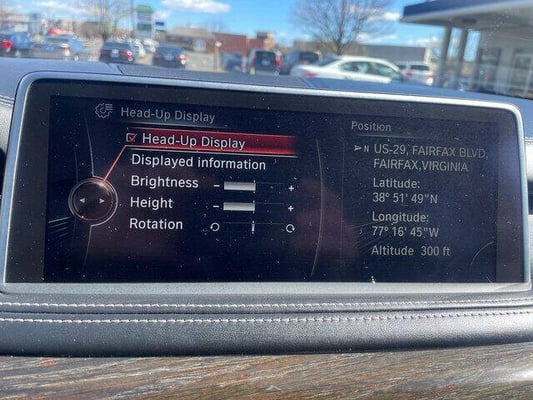 Head-Up Display
Head-Up Display
Displayed information
Brightness - +
Height - +
Rotation
Position
N US-29, FAIRFAX BLVD,
FAIRFAX,VIRGINIA
Latitude:
38° 51' 49"N
Longitude:
77° 16' 45"W
Altitude 300 ft